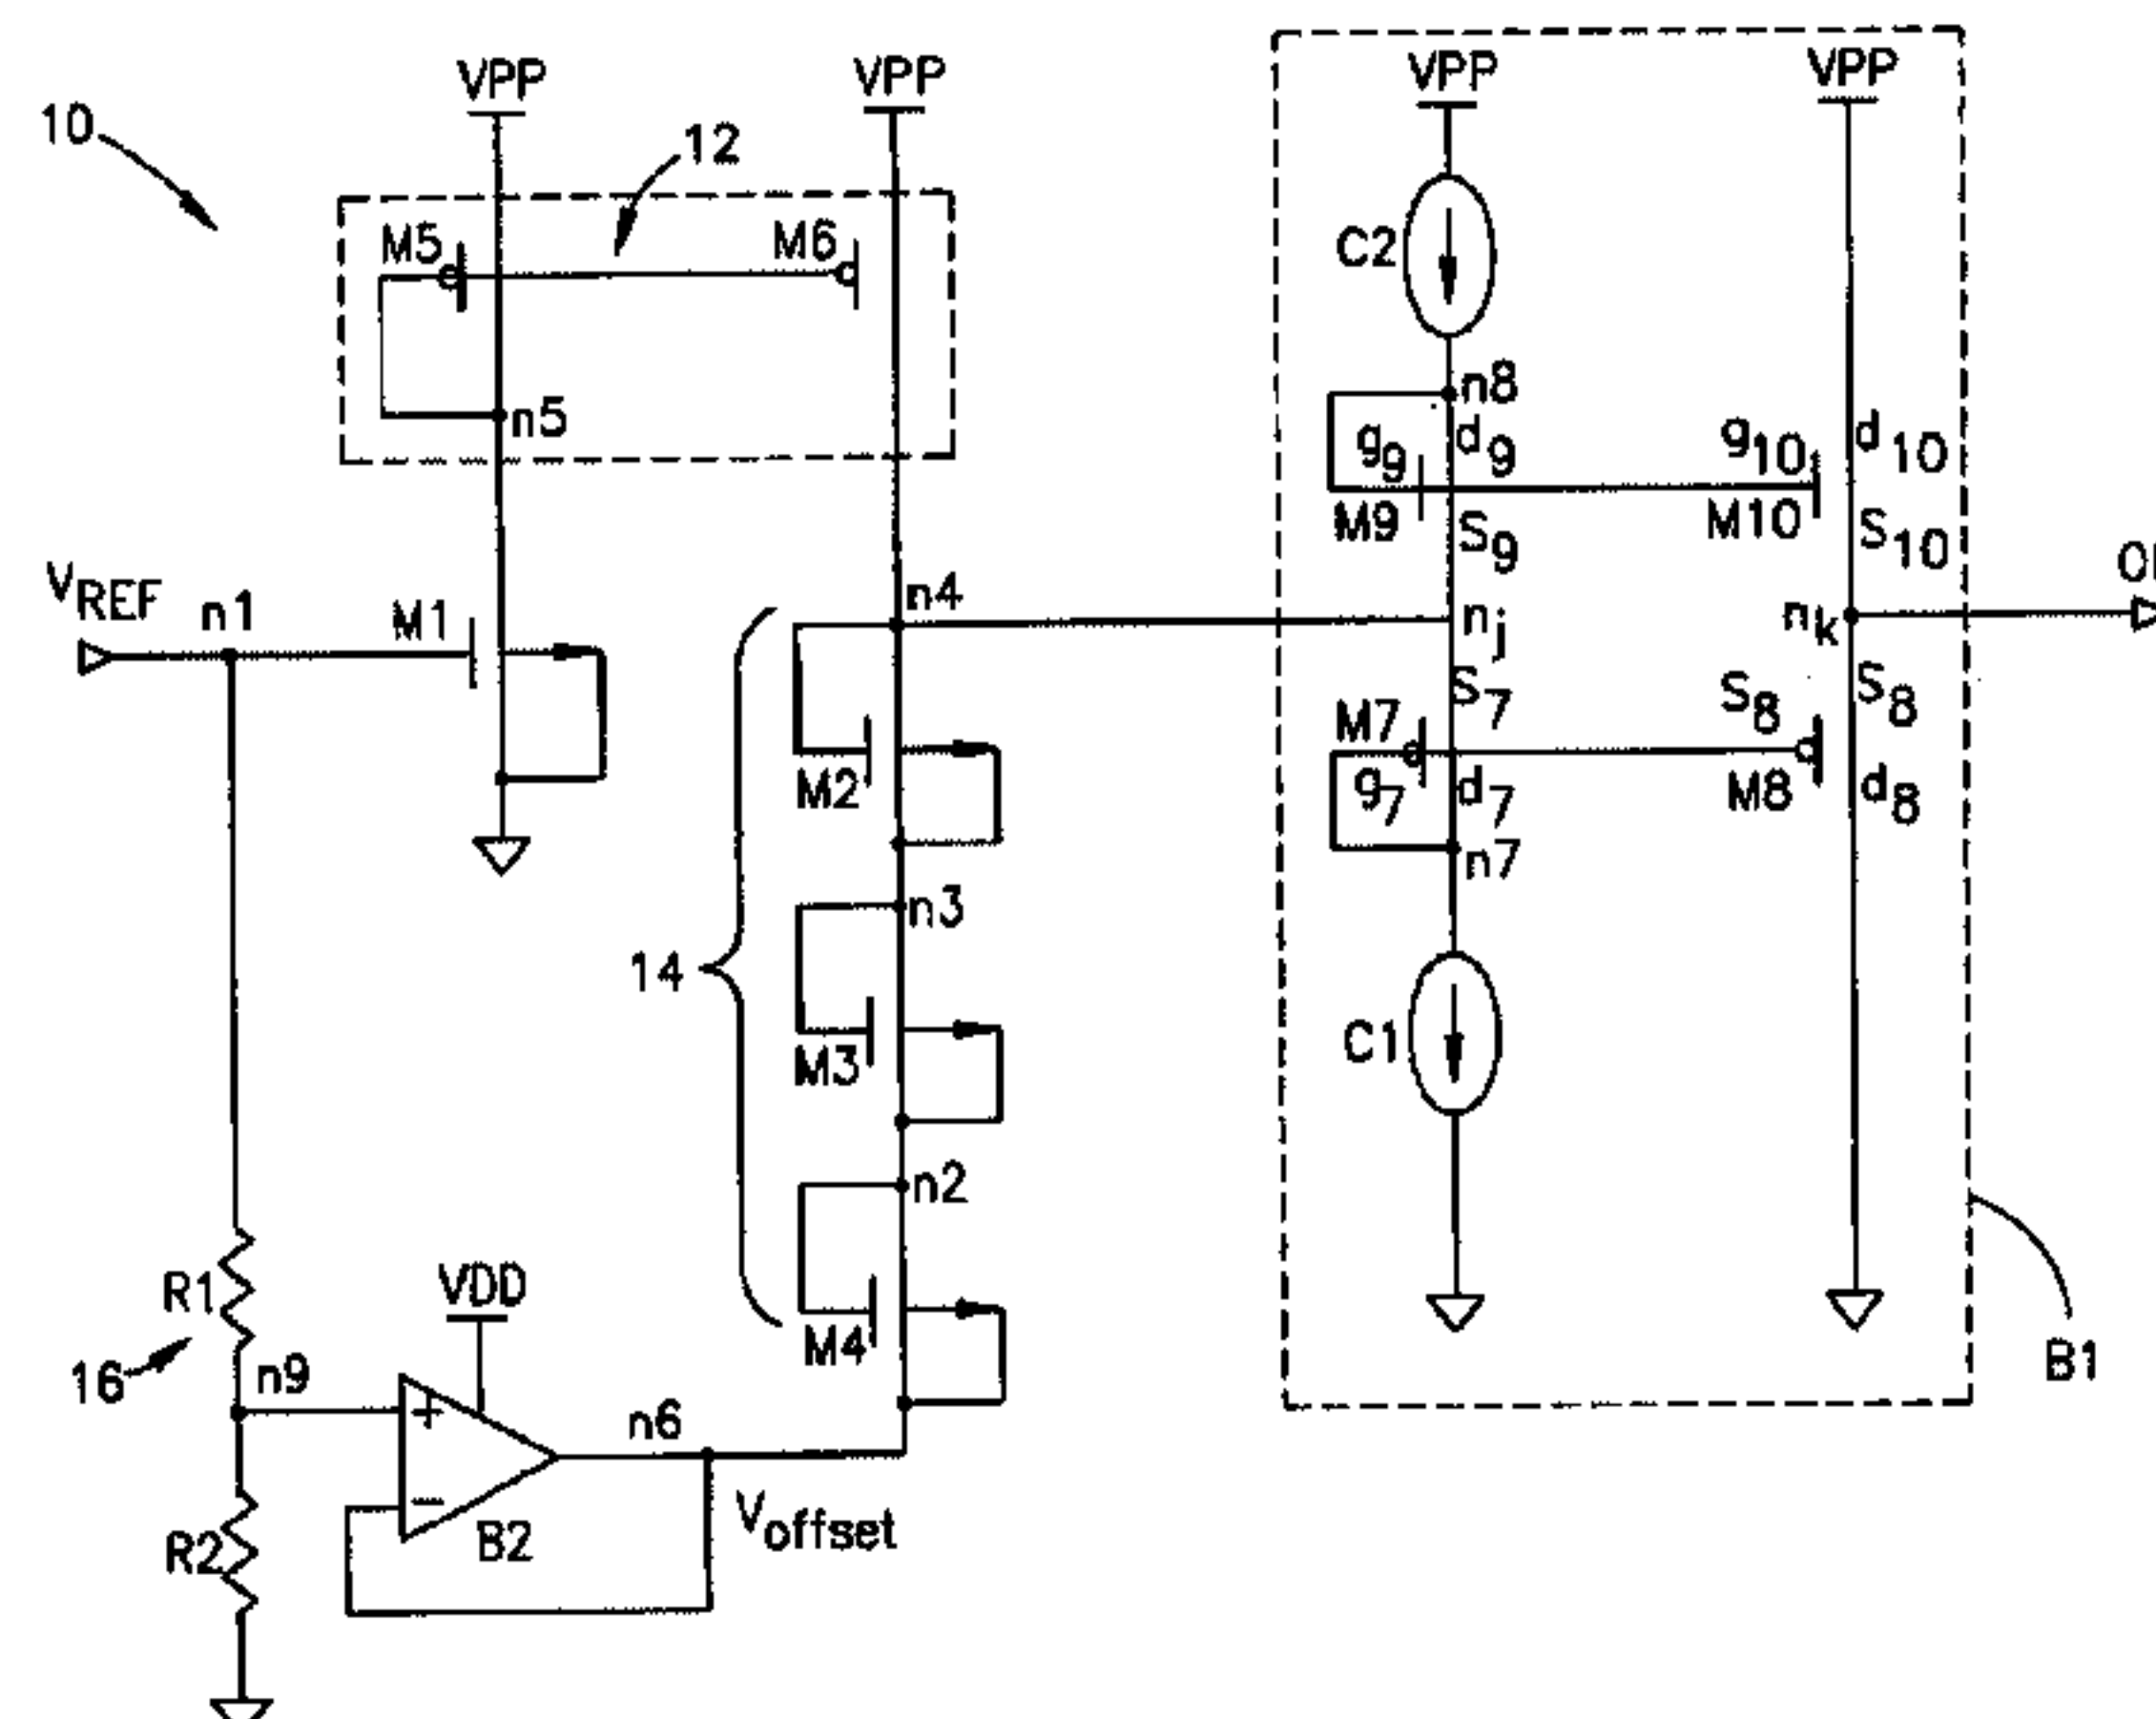 VPP
VPP
VPP
VPP
10
12
M5
M6
C2
n5
n8
g9
d9
g10
d10
M9
S9
M10
S10
VREF
n1
M1
n4
nj
nk
S7
M7
S8
S8
M2
g7
d7
M8
d8
n7
n3
14
M3
C1
n2
R1
VDD
M4
16
n9
B1
+
n6
−
R2
B2
Voffset